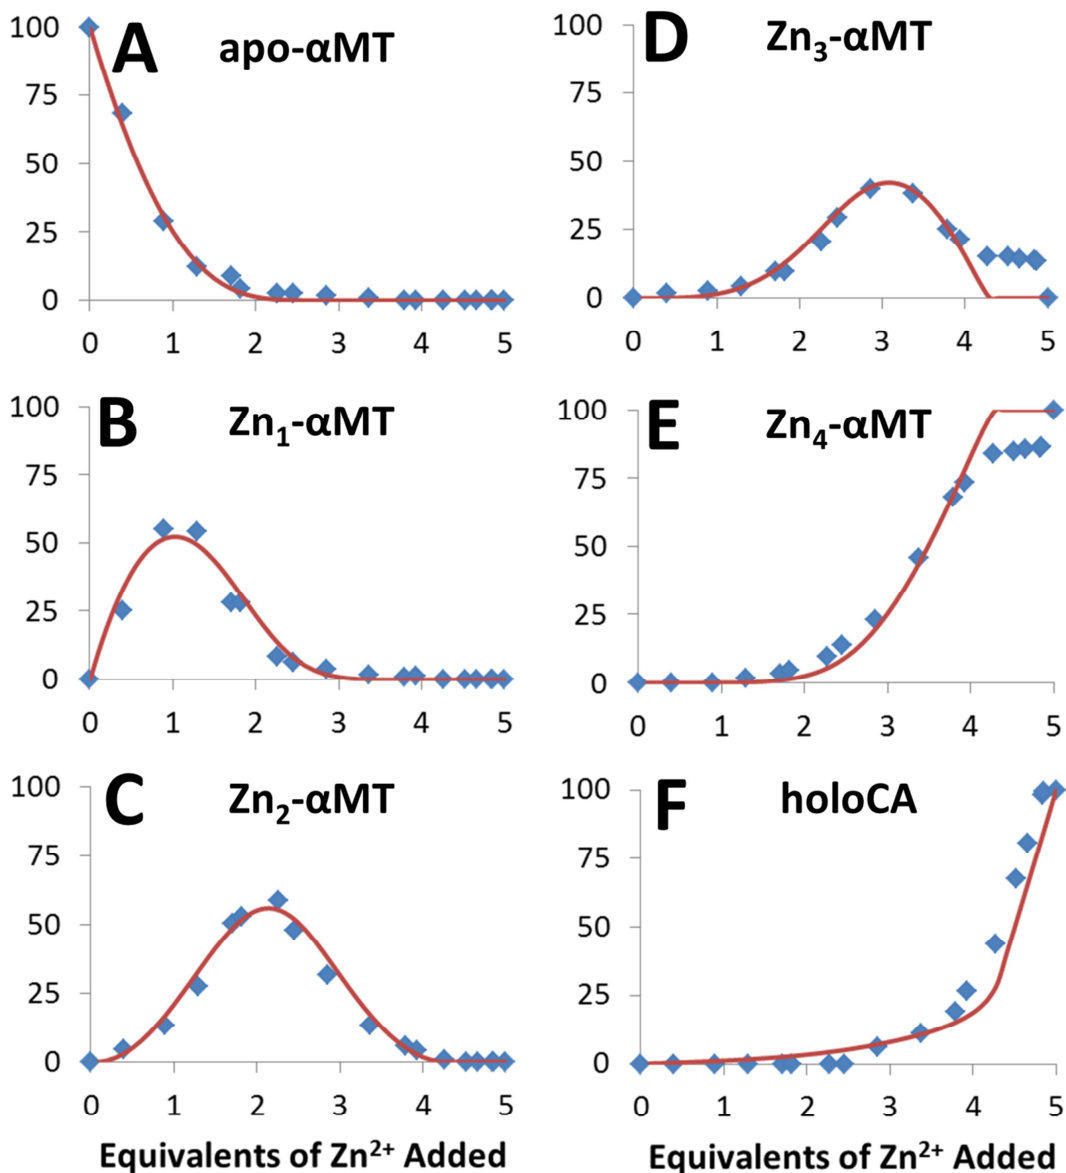 A apo-αMT
100
75
50
25
0
0 1 2 3 4 5
B Zn1-αMT
100
75
50
25
0
0 1 2 3 4 5
C Zn2-αMT
100
75
50
25
0
0 1 2 3 4 5
Equivalents of Zn2+ Added
D Zn3-αMT
100
75
50
25
0
0 1 2 3 4 5
E Zn4-αMT
100
75
50
25
0
0 1 2 3 4 5
F holoCA
100
75
50
25
0
0 1 2 3 4 5
Equivalents of Zn2+ Added